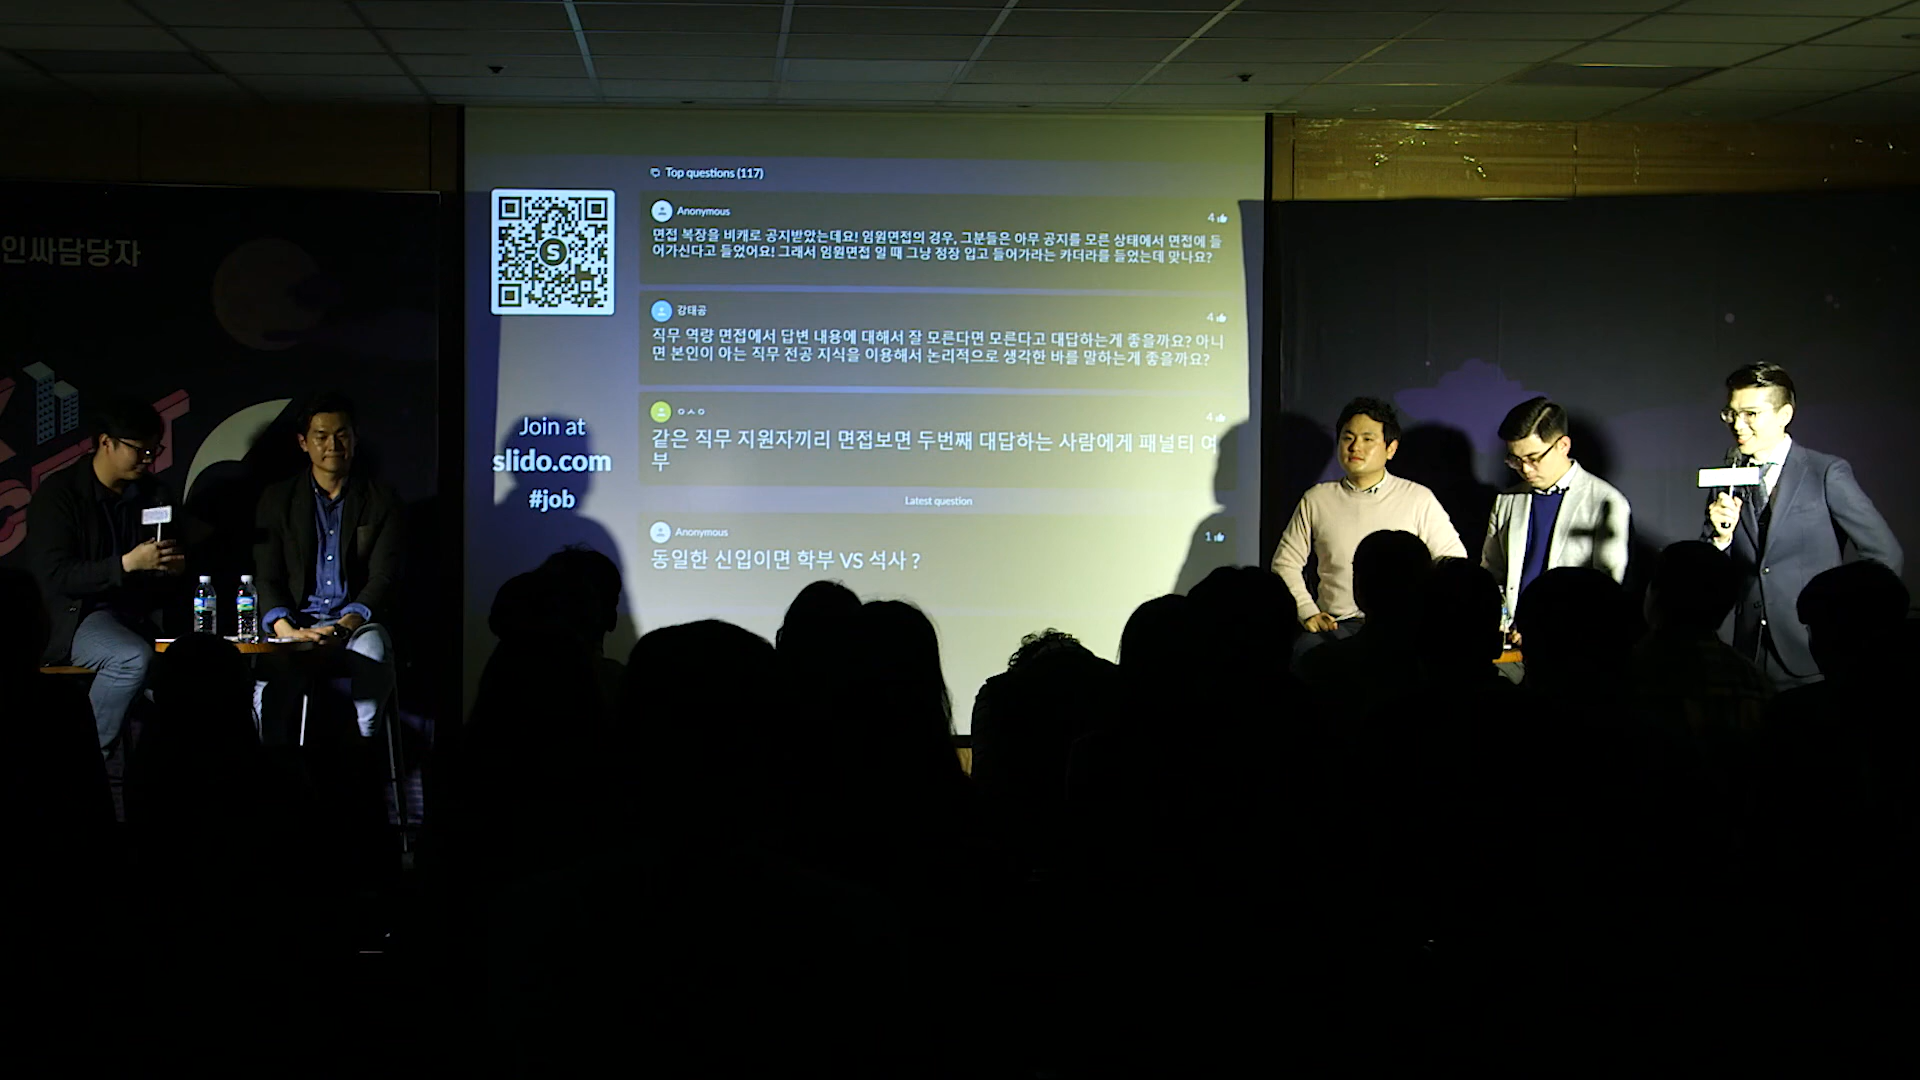 인싸담당자
Top questions (117)
Anonymous
4
면접 복장을 비캐로 공지받았는데요! 임원면접의 경우, 그분들은 아무 공지를 모른 상태에서 면접에 들
어가신다고 들었어요! 그래서 임원면접 일 때 그냥 정장 입고 들어가라는 카더라를 들었는데 맞나요?
강태공
4
직무 역량 면접에서 답변 내용에 대해서 잘 모른다면 모른다고 대답하는게 좋을까요? 아니
면 본인이 아는 직무 전공 지식을 이용해서 논리적으로 생각한 바를 말하는게 좋을까요?
ㅇㅅㅇ
4
같은 직무 지원자끼리 면접보면 두번째 대답하는 사람에게 패널티 여
부
Latest question
Anonymous
1
동일한 신입이면 학부 VS 석사 ?
S
Join at
slido.com
#job